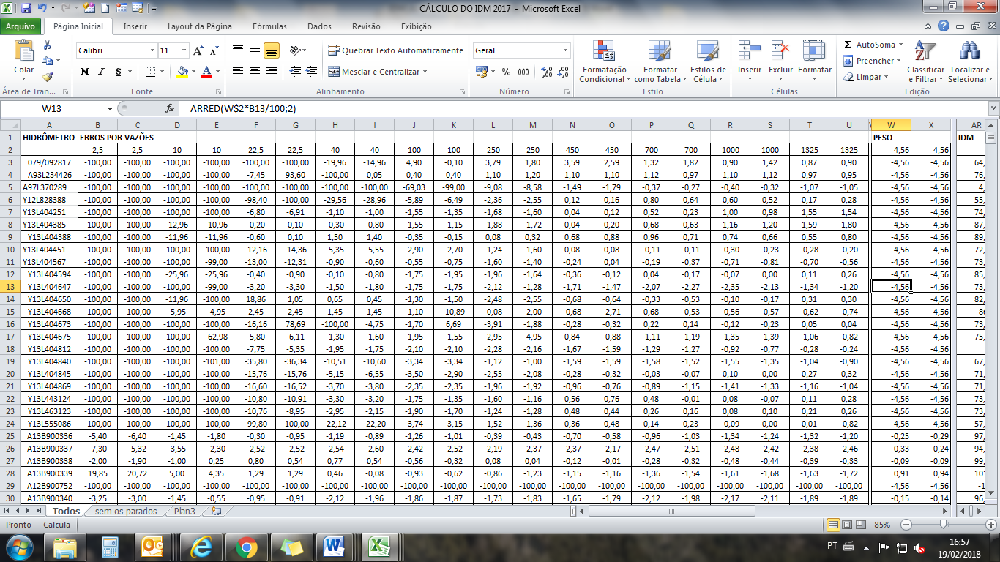 CÁLCULO DO IDM 2017 - Microsoft Excel
Arquivo Página Inicial Inserir Layout da Página Fórmulas Dados Revisão Exibição
Colar Calibri 11 Quebrar Texto Automaticamente Geral Formatação Condicional Formatar como Tabela Estilos de Célula Inserir Excluir Formatar AutoSoma Preencher Limpar Classificar e Filtrar Localizar e Selecionar
N I S Mesclar e Centralizar % 000
Área de Tran... Fonte Alinhamento Número Estilo Células Edição
W13 fx =ARRED(W$2*B13/100;2)
A B C D E F G H I J K L M N O P Q R S T U W X AR
1 HIDRÔMETRO ERROS POR VAZÕES PESO IDM
2 2,5 2,5 10 10 22,5 22,5 40 40 100 100 250 250 450 450 700 700 1000 1000 1325 1325 4,56 4,56
3 079/092817 -100,00 -100,00 -100,00 -100,00 -100,00 -100,00 -19,96 -14,96 4,90 -0,10 3,79 1,80 3,59 2,59 1,32 1,82 0,90 1,42 0,87 0,90 -4,56 -4,56 64,
4 A93L234426 -100,00 -100,00 -100,00 -100,00 -7,45 93,60 -100,00 0,05 0,40 0,40 1,10 1,20 1,10 1,10 1,12 0,97 1,10 1,12 0,97 0,95 -4,56 -4,56 76,
5 A97L370289 -100,00 -100,00 -100,00 -100,00 -100,00 -100,00 -100,00 -100,00 -69,03 -99,00 -9,08 -8,58 -1,49 -1,79 -0,37 -0,27 -0,40 -0,32 -1,07 -1,05 -4,56 -4,56 4,
6 Y12L828388 -100,00 -100,00 -100,00 -100,00 -98,40 -100,00 -29,56 -28,96 -5,89 -6,49 -2,36 -2,55 0,12 0,16 0,80 0,64 0,60 0,52 0,17 0,28 -4,56 -4,56 55,
7 Y13L404251 -100,00 -100,00 -100,00 -100,00 -6,80 -6,91 -1,10 -1,00 -1,55 -1,35 -1,68 -1,60 0,04 0,12 0,52 0,23 1,00 0,98 1,55 1,54 -4,56 -4,56 74,
8 Y13L404385 -100,00 -100,00 -12,96 -10,96 -0,20 0,10 -0,30 -0,80 -1,55 -1,15 -1,88 -1,72 0,04 0,20 0,68 0,63 1,16 1,20 1,59 1,80 -4,56 -4,56 87,
9 Y13L404388 -100,00 -100,00 -11,96 -11,96 -0,60 0,10 1,50 1,40 -0,35 -0,15 0,08 0,32 0,68 0,88 0,96 0,71 0,74 0,66 0,55 0,80 -4,56 -4,56 89,
10 Y13L404451 -100,00 -100,00 -100,00 -100,00 -12,16 -14,36 -5,35 -5,55 -2,90 -2,70 -1,24 -1,60 0,08 0,08 -0,11 -0,11 -0,30 -0,23 -0,28 -0,20 -4,56 -4,56 72,
11 Y13L404567 -100,00 -100,00 -100,00 -99,00 -13,00 -12,31 -0,90 -0,60 -0,55 -0,75 -1,60 -1,40 -0,24 0,04 -0,19 -0,37 -0,71 -0,81 -0,70 -0,56 -4,56 -4,56 73,
12 Y13L404594 -100,00 -100,00 -25,96 -25,96 -0,40 -0,90 -0,10 -0,80 -1,75 -1,95 -1,96 -1,64 -0,36 -0,12 0,04 -0,17 -0,07 0,00 0,11 0,26 -4,56 -4,56 85,
13 Y13L404647 -100,00 -100,00 -100,00 -99,00 -3,20 -3,30 -1,50 -1,80 -1,75 -1,75 -2,12 -1,28 -1,71 -1,47 -2,07 -2,27 -2,35 -2,13 -1,34 -1,20 -4,56 -4,56 73,
14 Y13L404650 -100,00 -100,00 -11,96 -100,00 18,86 1,05 0,65 0,45 -1,30 -1,50 -2,48 -2,55 -0,68 -0,64 -0,33 -0,53 -0,10 -0,17 0,31 0,30 -4,56 -4,56 82,
15 Y13L404668 -100,00 -100,00 -5,95 -4,95 2,45 2,45 1,45 1,45 -1,10 -10,89 -0,08 -2,00 -0,68 -2,71 0,68 -0,53 -0,56 -0,57 -0,62 -0,74 -4,56 -4,56 86
16 Y13L404673 -100,00 -100,00 -100,00 -100,00 -16,16 78,69 -100,00 -4,75 -1,70 6,69 -3,91 -1,88 -0,28 -0,32 0,22 0,14 -0,12 -0,23 0,05 0,04 -4,56 -4,56 73,
17 Y13L404675 -100,00 -100,00 -100,00 -62,98 -5,80 -6,11 -1,30 -1,60 -1,95 -1,55 -2,95 -4,95 0,84 -0,88 -1,11 -1,19 -1,35 -1,39 -1,06 -0,82 -4,56 -4,56 75,
18 Y13L404812 -100,00 -100,00 -100,00 -100,00 -7,75 -5,35 -1,95 -1,75 -2,10 -2,10 -2,28 -2,16 -1,67 -1,59 -1,29 -1,27 -0,92 -0,77 -0,28 -0,24 -4,56 -4,56
19 Y13L404840 -100,00 -100,00 -100,00 -101,00 -35,80 -36,34 -10,51 -10,60 -3,34 -3,34 -1,12 -1,00 -1,59 -1,59 -1,58 -1,52 -1,55 -1,35 -1,04 -0,90 -4,56 -4,56 67,
20 Y13L404845 -100,00 -100,00 -100,00 -100,00 -15,76 -15,76 -5,15 -6,55 -3,50 -2,90 -2,55 -2,08 -0,28 -0,32 -0,03 -0,07 0,10 0,00 0,27 0,32 -4,56 -4,56 71,
21 Y13L404869 -100,00 -100,00 -100,00 -100,00 -16,60 -16,52 -3,70 -3,80 -2,35 -2,35 -1,96 -1,92 -0,96 -0,76 -0,89 -1,15 -1,41 -1,33 -1,16 -1,04 -4,56 -4,56 71,
22 Y13L443124 -100,00 -100,00 -100,00 -100,00 -10,80 -10,91 -3,30 -3,20 -1,75 -1,35 -1,60 -1,16 0,56 0,76 0,48 -0,01 0,08 -0,07 0,11 0,28 -4,56 -4,56 73,
23 Y13L463123 -100,00 -100,00 -100,00 -100,00 -10,76 -8,95 -2,95 -2,15 -1,90 -1,70 -1,24 -1,28 0,48 0,44 0,26 0,16 0,08 0,10 0,21 0,26 -4,56 -4,56 73,
24 Y13L555086 -100,00 -100,00 -100,00 -100,00 -99,80 -100,00 -22,12 -22,20 -3,74 -3,15 -1,52 -1,36 0,36 0,48 0,14 0,23 -0,09 0,00 0,01 -0,82 -4,56 -4,56 57,
25 A13B900336 -5,40 -6,40 -1,45 -1,80 -0,30 -0,95 -1,19 -0,89 -1,26 -1,01 -0,39 -0,43 -0,70 -0,58 -0,96 -1,03 -1,34 -1,24 -1,32 -1,20 -0,25 -0,29 97,
26 A13B900337 -7,30 -5,32 -3,55 -2,30 -2,52 -2,52 -2,54 -2,60 -2,42 -2,52 -2,19 -2,37 -2,37 -2,17 -2,47 -2,51 -2,48 -2,42 -2,38 -2,46 -0,33 -0,24 94,
27 A13B900338 -2,00 -1,90 -1,00 0,25 0,80 0,54 0,77 0,54 -0,56 -0,32 0,08 0,04 -0,12 -0,01 -0,28 -0,32 -0,48 -0,44 -0,39 -0,33 -0,09 -0,09 99,
28 A13B900339 19,85 20,72 5,00 4,35 1,29 1,29 0,46 -0,08 -0,93 -0,62 -0,86 -1,23 -1,15 -1,16 -1,36 -1,54 -1,61 -1,68 -1,63 -1,72 0,91 0,94 101
29 A12B900752 -100,00 -100,00 -100,00 -100,00 -100,00 -100,00 -100,00 -100,00 -100,00 -100,00 -100,00 -100,00 -100,00 -100,00 -100,00 -100,00 -100,00 -100,00 -100,00 -100,00 -4,56 -4,56 -1
30 A13B900340 -3,25 -3,00 -1,45 -0,55 -0,95 -0,91 -2,12 -1,96 -1,86 -1,87 -1,73 -1,83 -1,65 -1,79 -2,12 -1,98 -2,17 -2,11 -1,89 -1,89 -0,15 -0,14 96,
Todos sem os parados Plan3
Pronto Calcula 85%
PT 16:57
19/02/2018